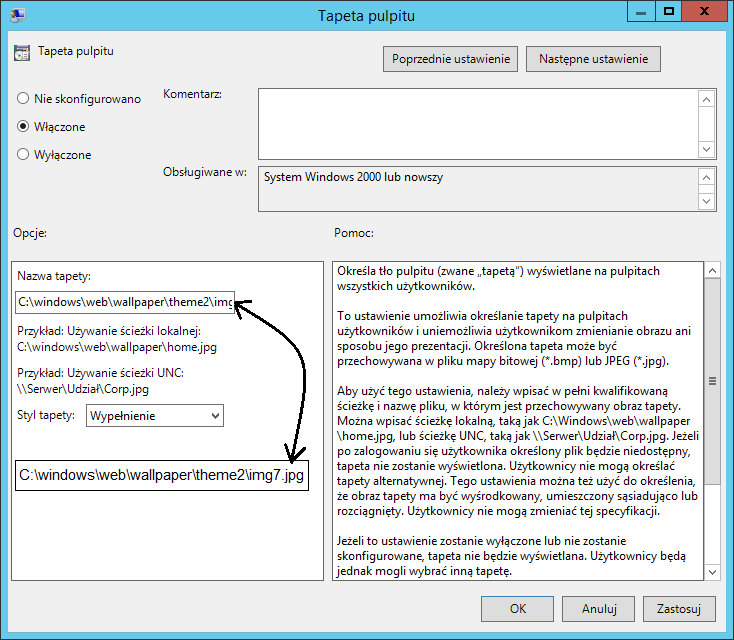 Tapeta pulpitu
Tapeta pulpitu
Poprzednie ustawienie
Następne ustawienie
Nie skonfigurowano
Włączone
Wyłączone
Komentarz:
Obsługiwane w:
System Windows 2000 lub nowszy
Opcje:
Pomoc:
Nazwa tapety:
C:\windows\web\wallpaper\theme2\img
Przykład: Używanie ścieżki lokalnej:
C:\windows\web\wallpaper\home.jpg
Przykład: Używanie ścieżki UNC:
\\Serwer\Udział\Corp.jpg
Styl tapety:
Wypełnienie
C:\windows\web\wallpaper\theme2\img7.jpg
Określa tło pulpitu (zwane „tapetą”) wyświetlane na pulpitach
wszystkich użytkowników.
To ustawienie umożliwia określanie tapety na pulpitach
użytkowników i uniemożliwia użytkownikom zmienianie obrazu ani
sposobu jego prezentacji. Określona tapeta może być
przechowywana w pliku mapy bitowej (*.bmp) lub JPEG (*.jpg).
Aby użyć tego ustawienia, należy wpisać w pełni kwalifikowaną
ścieżkę i nazwę pliku, w którym jest przechowywany obraz tapety.
Można wpisać ścieżkę lokalną, taką jak C:\Windows\web\wallpaper
\home.jpg, lub ścieżkę UNC, taką jak \\Serwer\Udział\Corp.jpg. Jeżeli
po zalogowaniu się użytkownika określony plik będzie niedostępny,
tapeta nie zostanie wyświetlona. Użytkownicy nie mogą określać
tapety alternatywnej. Tego ustawienia można też użyć do określenia,
że obraz tapety ma być wyśrodkowany, umieszczony sąsiadująco lub
rozciągnięty. Użytkownicy nie mogą zmieniać tej specyfikacji.
Jeżeli to ustawienie zostanie wyłączone lub nie zostanie
skonfigurowane, tapeta nie będzie wyświetlana. Użytkownicy będą
jednak mogli wybrać inną tapetę.
OK
Anuluj
Zastosuj